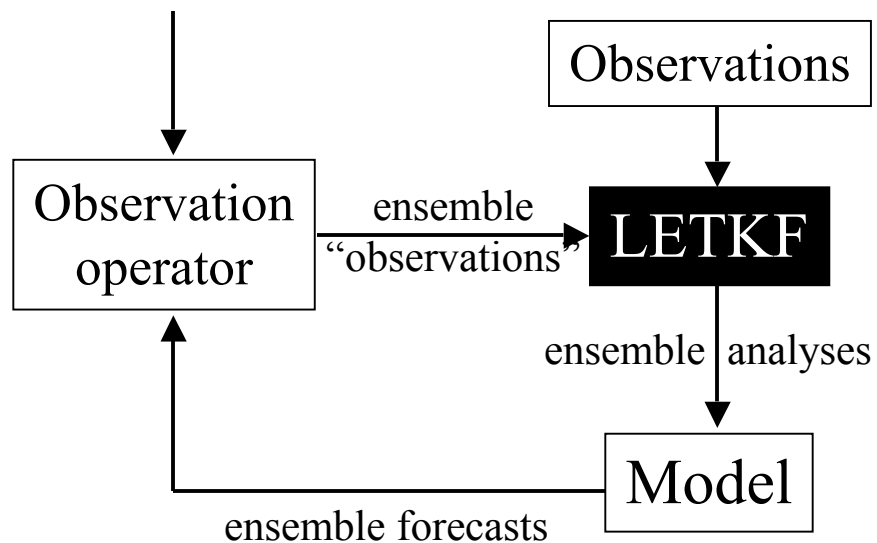 Observations
Observation
operator
ensemble
“observations”
LETKF
ensemble analyses
Model
ensemble forecasts